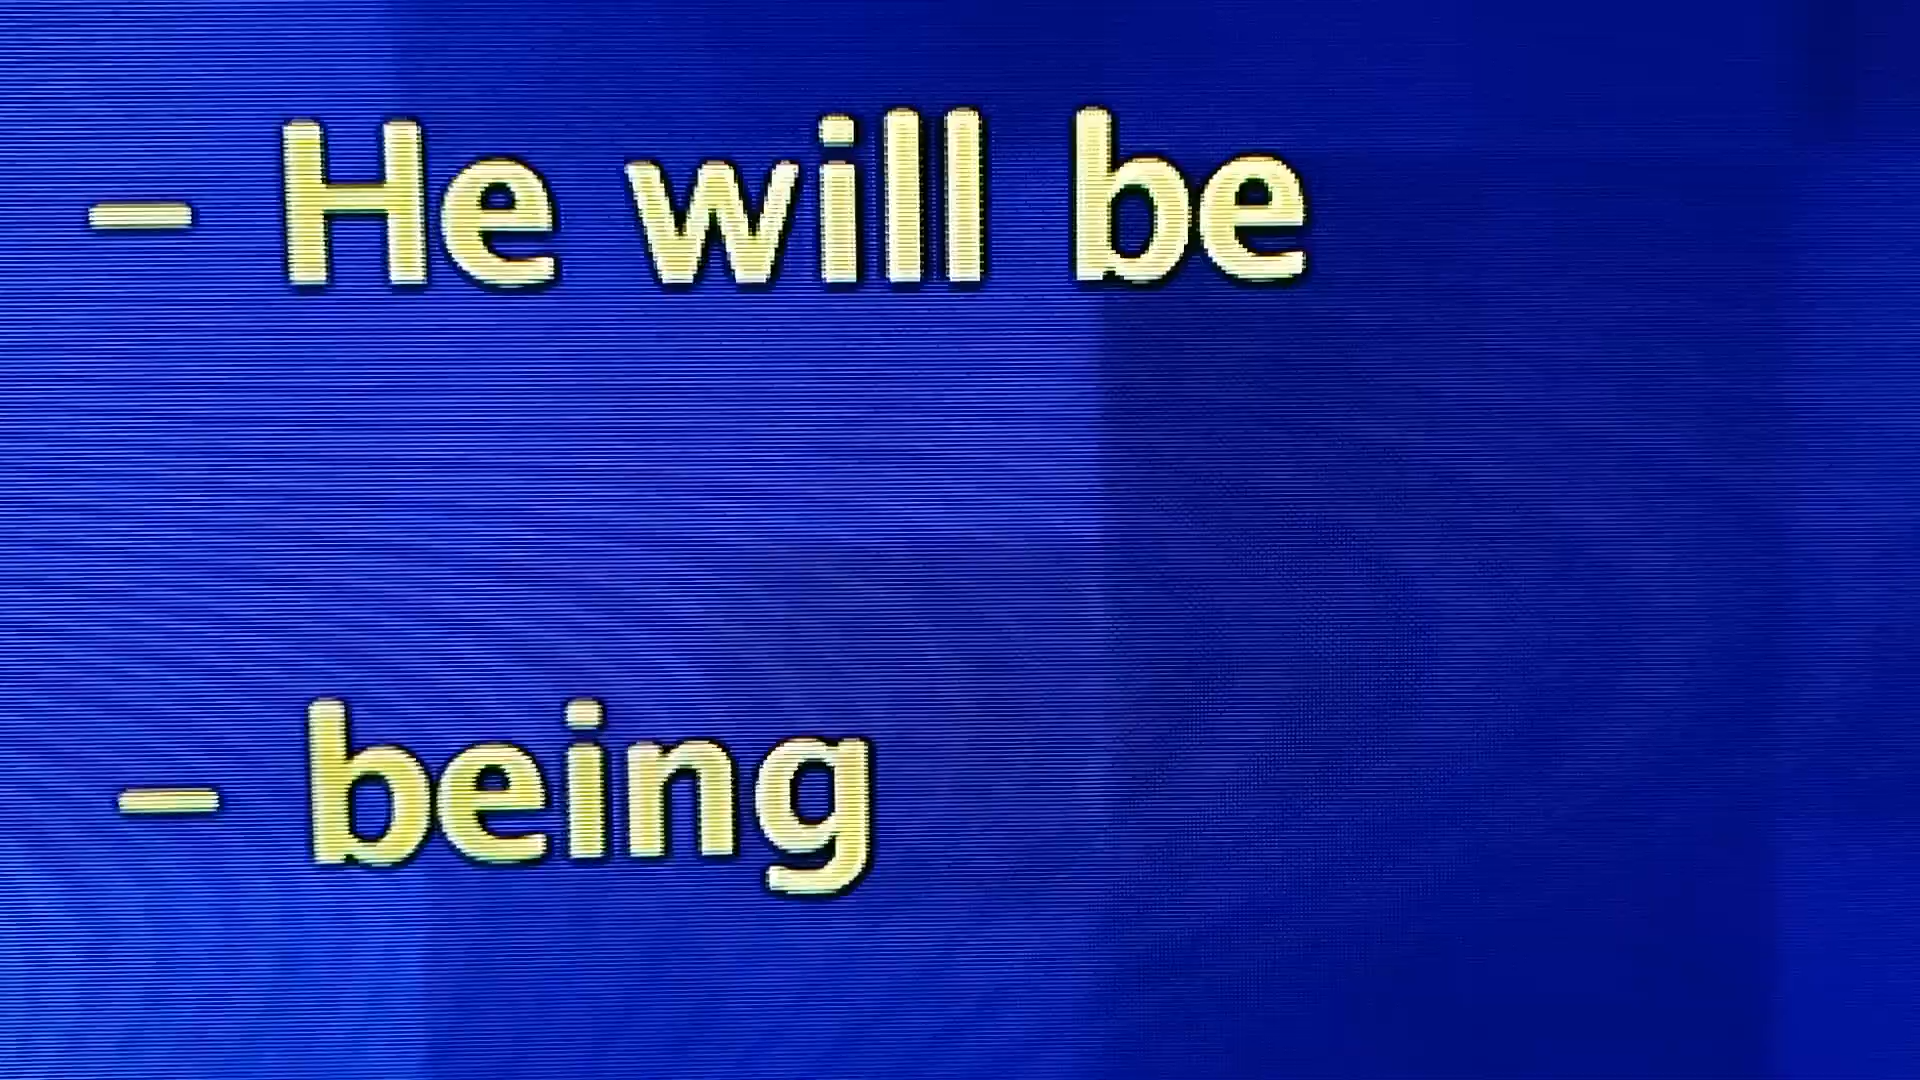 – He will be
– being